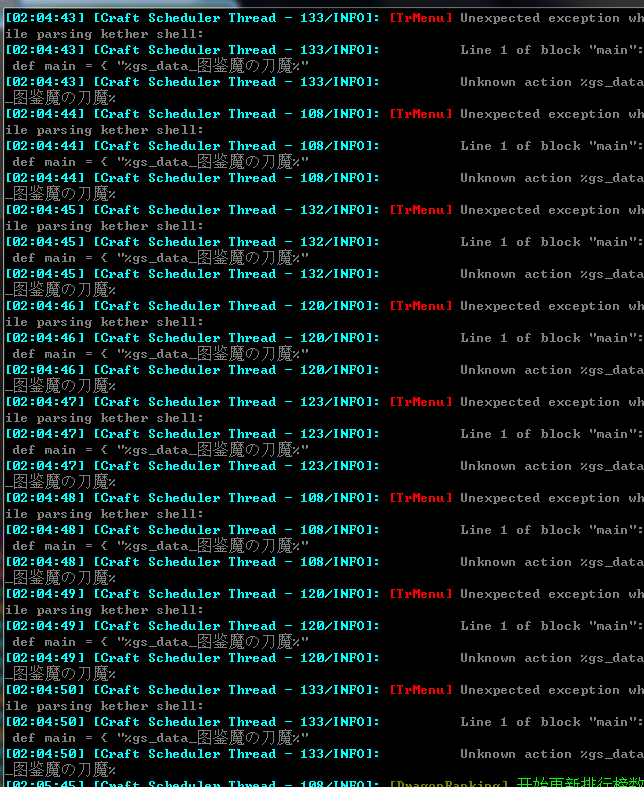 [02:04:43] [Craft Scheduler Thread - 133/INFO]: [TrMenu] Unexpected exception wh
ile parsing kether shell:
[02:04:43] [Craft Scheduler Thread - 133/INFO]:          Line 1 of block "main":
 def main = { "%gs_data_图鉴魔の刀魔%"
[02:04:43] [Craft Scheduler Thread - 133/INFO]:          Unknown action %gs_data
_图鉴魔の刀魔%
[02:04:44] [Craft Scheduler Thread - 108/INFO]: [TrMenu] Unexpected exception wh
ile parsing kether shell:
[02:04:44] [Craft Scheduler Thread - 108/INFO]:          Line 1 of block "main":
 def main = { "%gs_data_图鉴魔の刀魔%"
[02:04:44] [Craft Scheduler Thread - 108/INFO]:          Unknown action %gs_data
_图鉴魔の刀魔%
[02:04:45] [Craft Scheduler Thread - 132/INFO]: [TrMenu] Unexpected exception wh
ile parsing kether shell:
[02:04:45] [Craft Scheduler Thread - 132/INFO]:          Line 1 of block "main":
 def main = { "%gs_data_图鉴魔の刀魔%"
[02:04:45] [Craft Scheduler Thread - 132/INFO]:          Unknown action %gs_data
_图鉴魔の刀魔%
[02:04:46] [Craft Scheduler Thread - 120/INFO]: [TrMenu] Unexpected exception wh
ile parsing kether shell:
[02:04:46] [Craft Scheduler Thread - 120/INFO]:          Line 1 of block "main":
 def main = { "%gs_data_图鉴魔の刀魔%"
[02:04:46] [Craft Scheduler Thread - 120/INFO]:          Unknown action %gs_data
_图鉴魔の刀魔%
[02:04:47] [Craft Scheduler Thread - 123/INFO]: [TrMenu] Unexpected exception wh
ile parsing kether shell:
[02:04:47] [Craft Scheduler Thread - 123/INFO]:          Line 1 of block "main":
 def main = { "%gs_data_图鉴魔の刀魔%"
[02:04:47] [Craft Scheduler Thread - 123/INFO]:          Unknown action %gs_data
_图鉴魔の刀魔%
[02:04:48] [Craft Scheduler Thread - 108/INFO]: [TrMenu] Unexpected exception wh
ile parsing kether shell:
[02:04:48] [Craft Scheduler Thread - 108/INFO]:          Line 1 of block "main":
 def main = { "%gs_data_图鉴魔の刀魔%"
[02:04:48] [Craft Scheduler Thread - 108/INFO]:          Unknown action %gs_data
_图鉴魔の刀魔%
[02:04:49] [Craft Scheduler Thread - 120/INFO]: [TrMenu] Unexpected exception wh
ile parsing kether shell:
[02:04:49] [Craft Scheduler Thread - 120/INFO]:          Line 1 of block "main":
 def main = { "%gs_data_图鉴魔の刀魔%"
[02:04:49] [Craft Scheduler Thread - 120/INFO]:          Unknown action %gs_data
_图鉴魔の刀魔%
[02:04:50] [Craft Scheduler Thread - 133/INFO]: [TrMenu] Unexpected exception wh
ile parsing kether shell:
[02:04:50] [Craft Scheduler Thread - 133/INFO]:          Line 1 of block "main":
 def main = { "%gs_data_图鉴魔の刀魔%"
[02:04:50] [Craft Scheduler Thread - 133/INFO]:          Unknown action %gs_data
_图鉴魔の刀魔%
[02:05:45] [Craft Scheduler Thread - 108/INFO]: [DragonRanking] 开始更新排行榜数